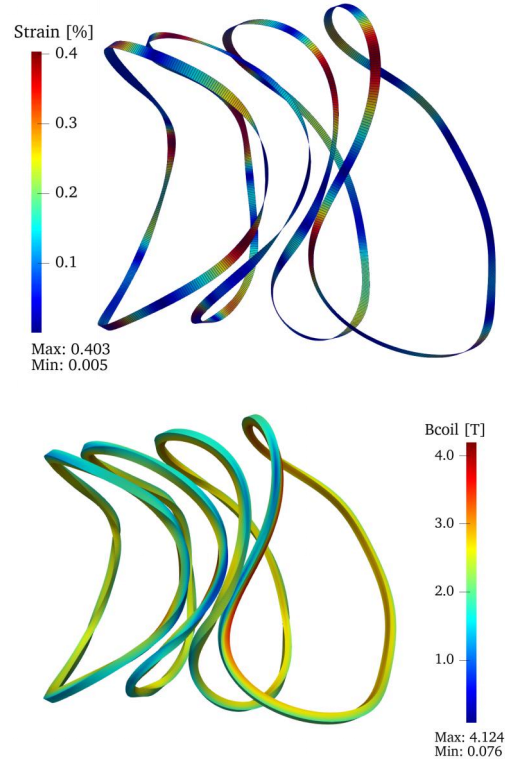 Strain [%]
0.4
0.3
0.2
0.1
Max: 0.403
Min: 0.005
Bcoil [T]
4.0
3.0
2.0
1.0
Max: 4.124
Min: 0.076